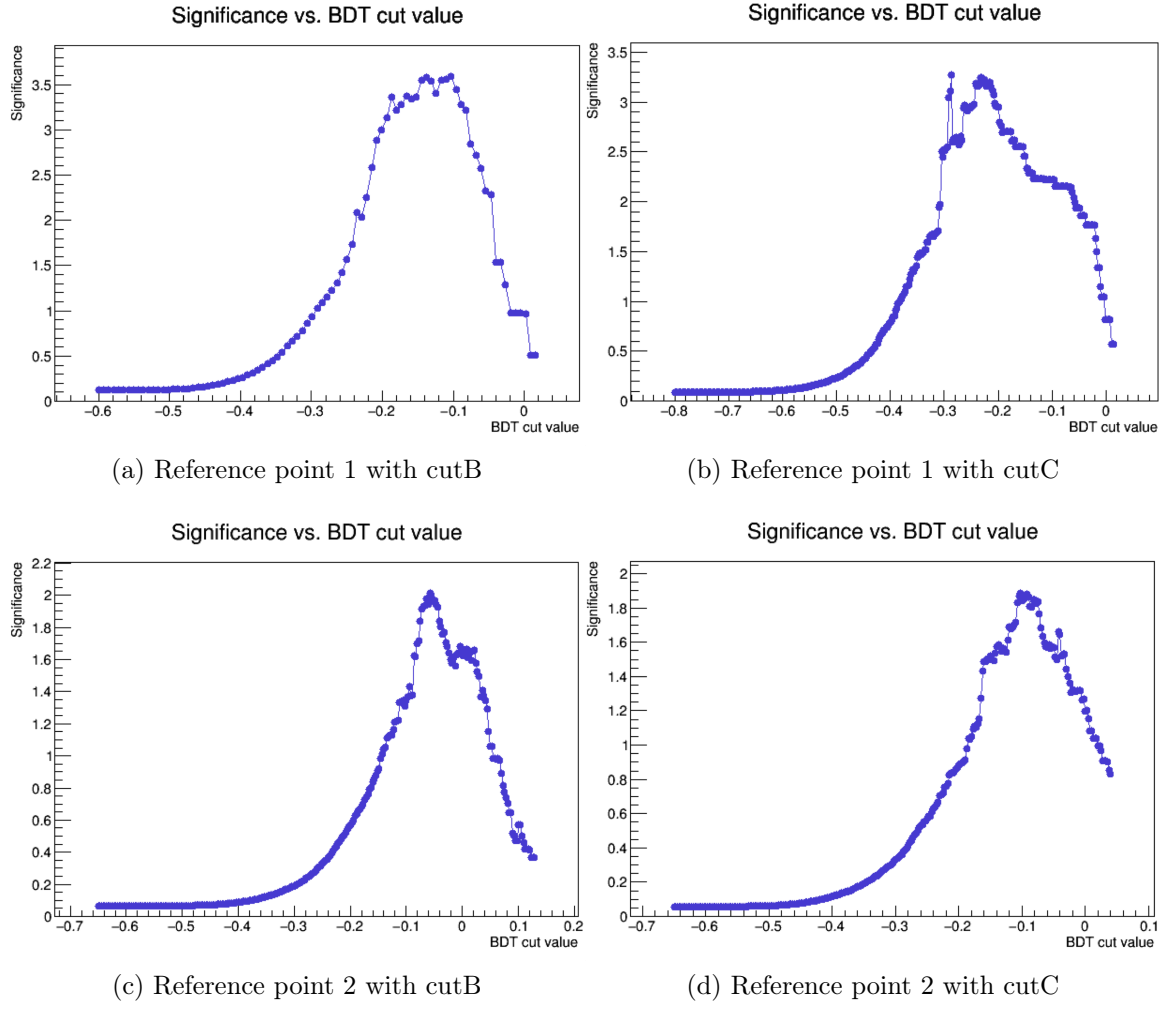 Significance vs. BDT cut value
Significance
3.5
3
2.5
2
1.5
1
0.5
0
−0.6 −0.5 −0.4 −0.3 −0.2 −0.1 0
BDT cut value
(a) Reference point 1 with cutB
Significance vs. BDT cut value
Significance
3.5
3
2.5
2
1.5
1
0.5
0
−0.8 −0.7 −0.6 −0.5 −0.4 −0.3 −0.2 −0.1 0
BDT cut value
(b) Reference point 1 with cutC
Significance vs. BDT cut value
Significance
2.2
2
1.8
1.6
1.4
1.2
1
0.8
0.6
0.4
0.2
0
−0.7 −0.6 −0.5 −0.4 −0.3 −0.2 −0.1 0 0.1 0.2
BDT cut value
(c) Reference point 2 with cutB
Significance vs. BDT cut value
Significance
2
1.8
1.6
1.4
1.2
1
0.8
0.6
0.4
0.2
0
−0.7 −0.6 −0.5 −0.4 −0.3 −0.2 −0.1 0 0.1
BDT cut value
(d) Reference point 2 with cutC